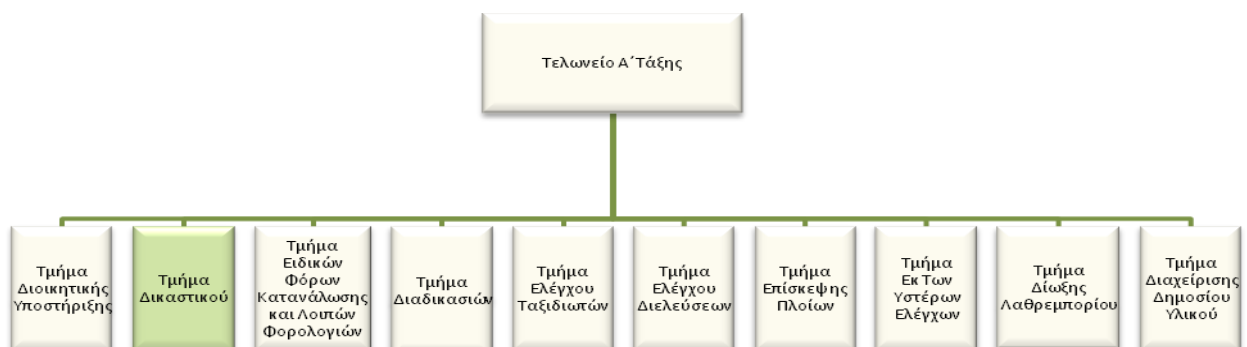 Τελωνείο Α΄Τάξης
Τμήμα
Διοικητικής
Υποστήριξης
Τμήμα
Δικαστικού
Τμήμα
Ειδικών
Φόρων
Κατανάλωσης
και Λοιπών
Φορολογιών
Τμήμα
Διαδικασιών
Τμήμα
Ελέγχου
Ταξιδιωτών
Τμήμα
Ελέγχου
Διελεύσεων
Τμήμα
Επίσκεψης
Πλοίων
Τμήμα
Εκ Των
Υστέρων
Ελέγχων
Τμήμα
Δίωξης
Λαθρεμπορίου
Τμήμα
Διαχείρισης
Δημοσίου
Υλικού